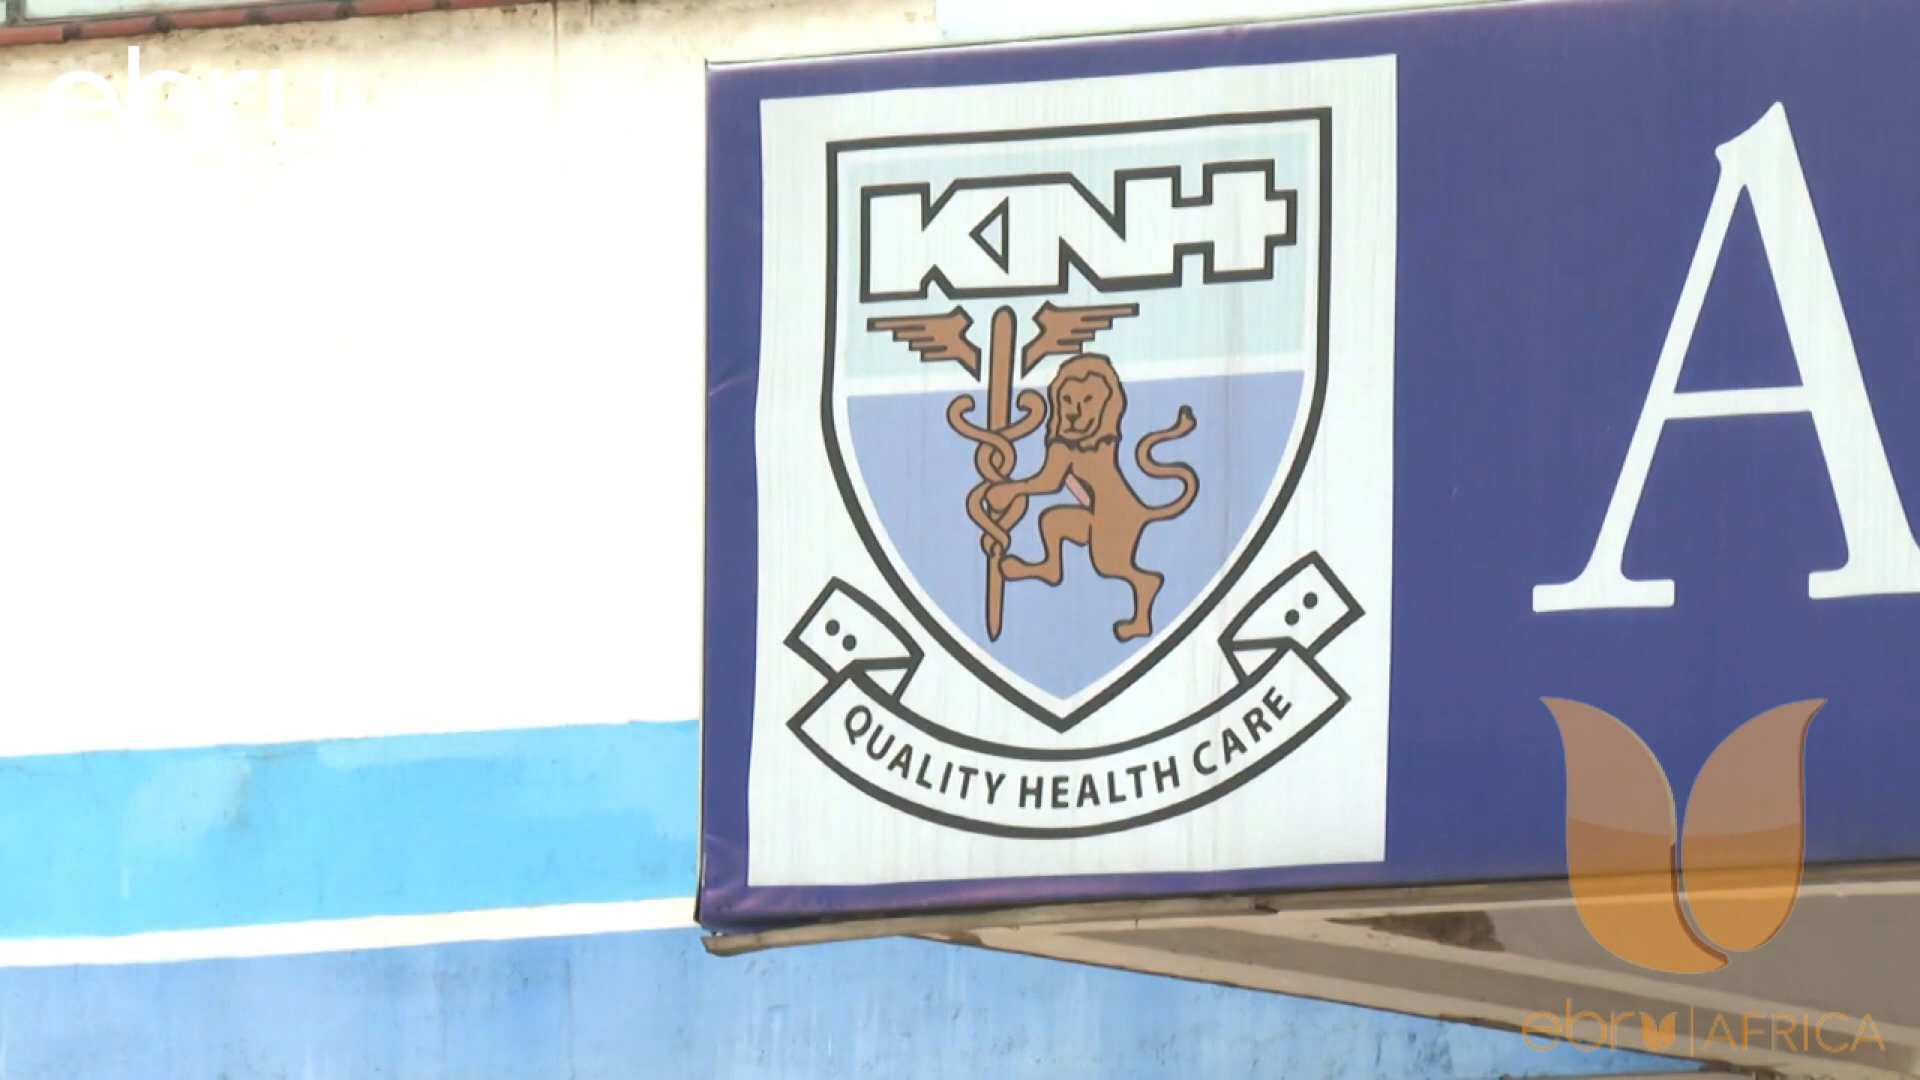 ebru
KNH
A
QUALITY HEALTH CARE
ebru | AFRICA